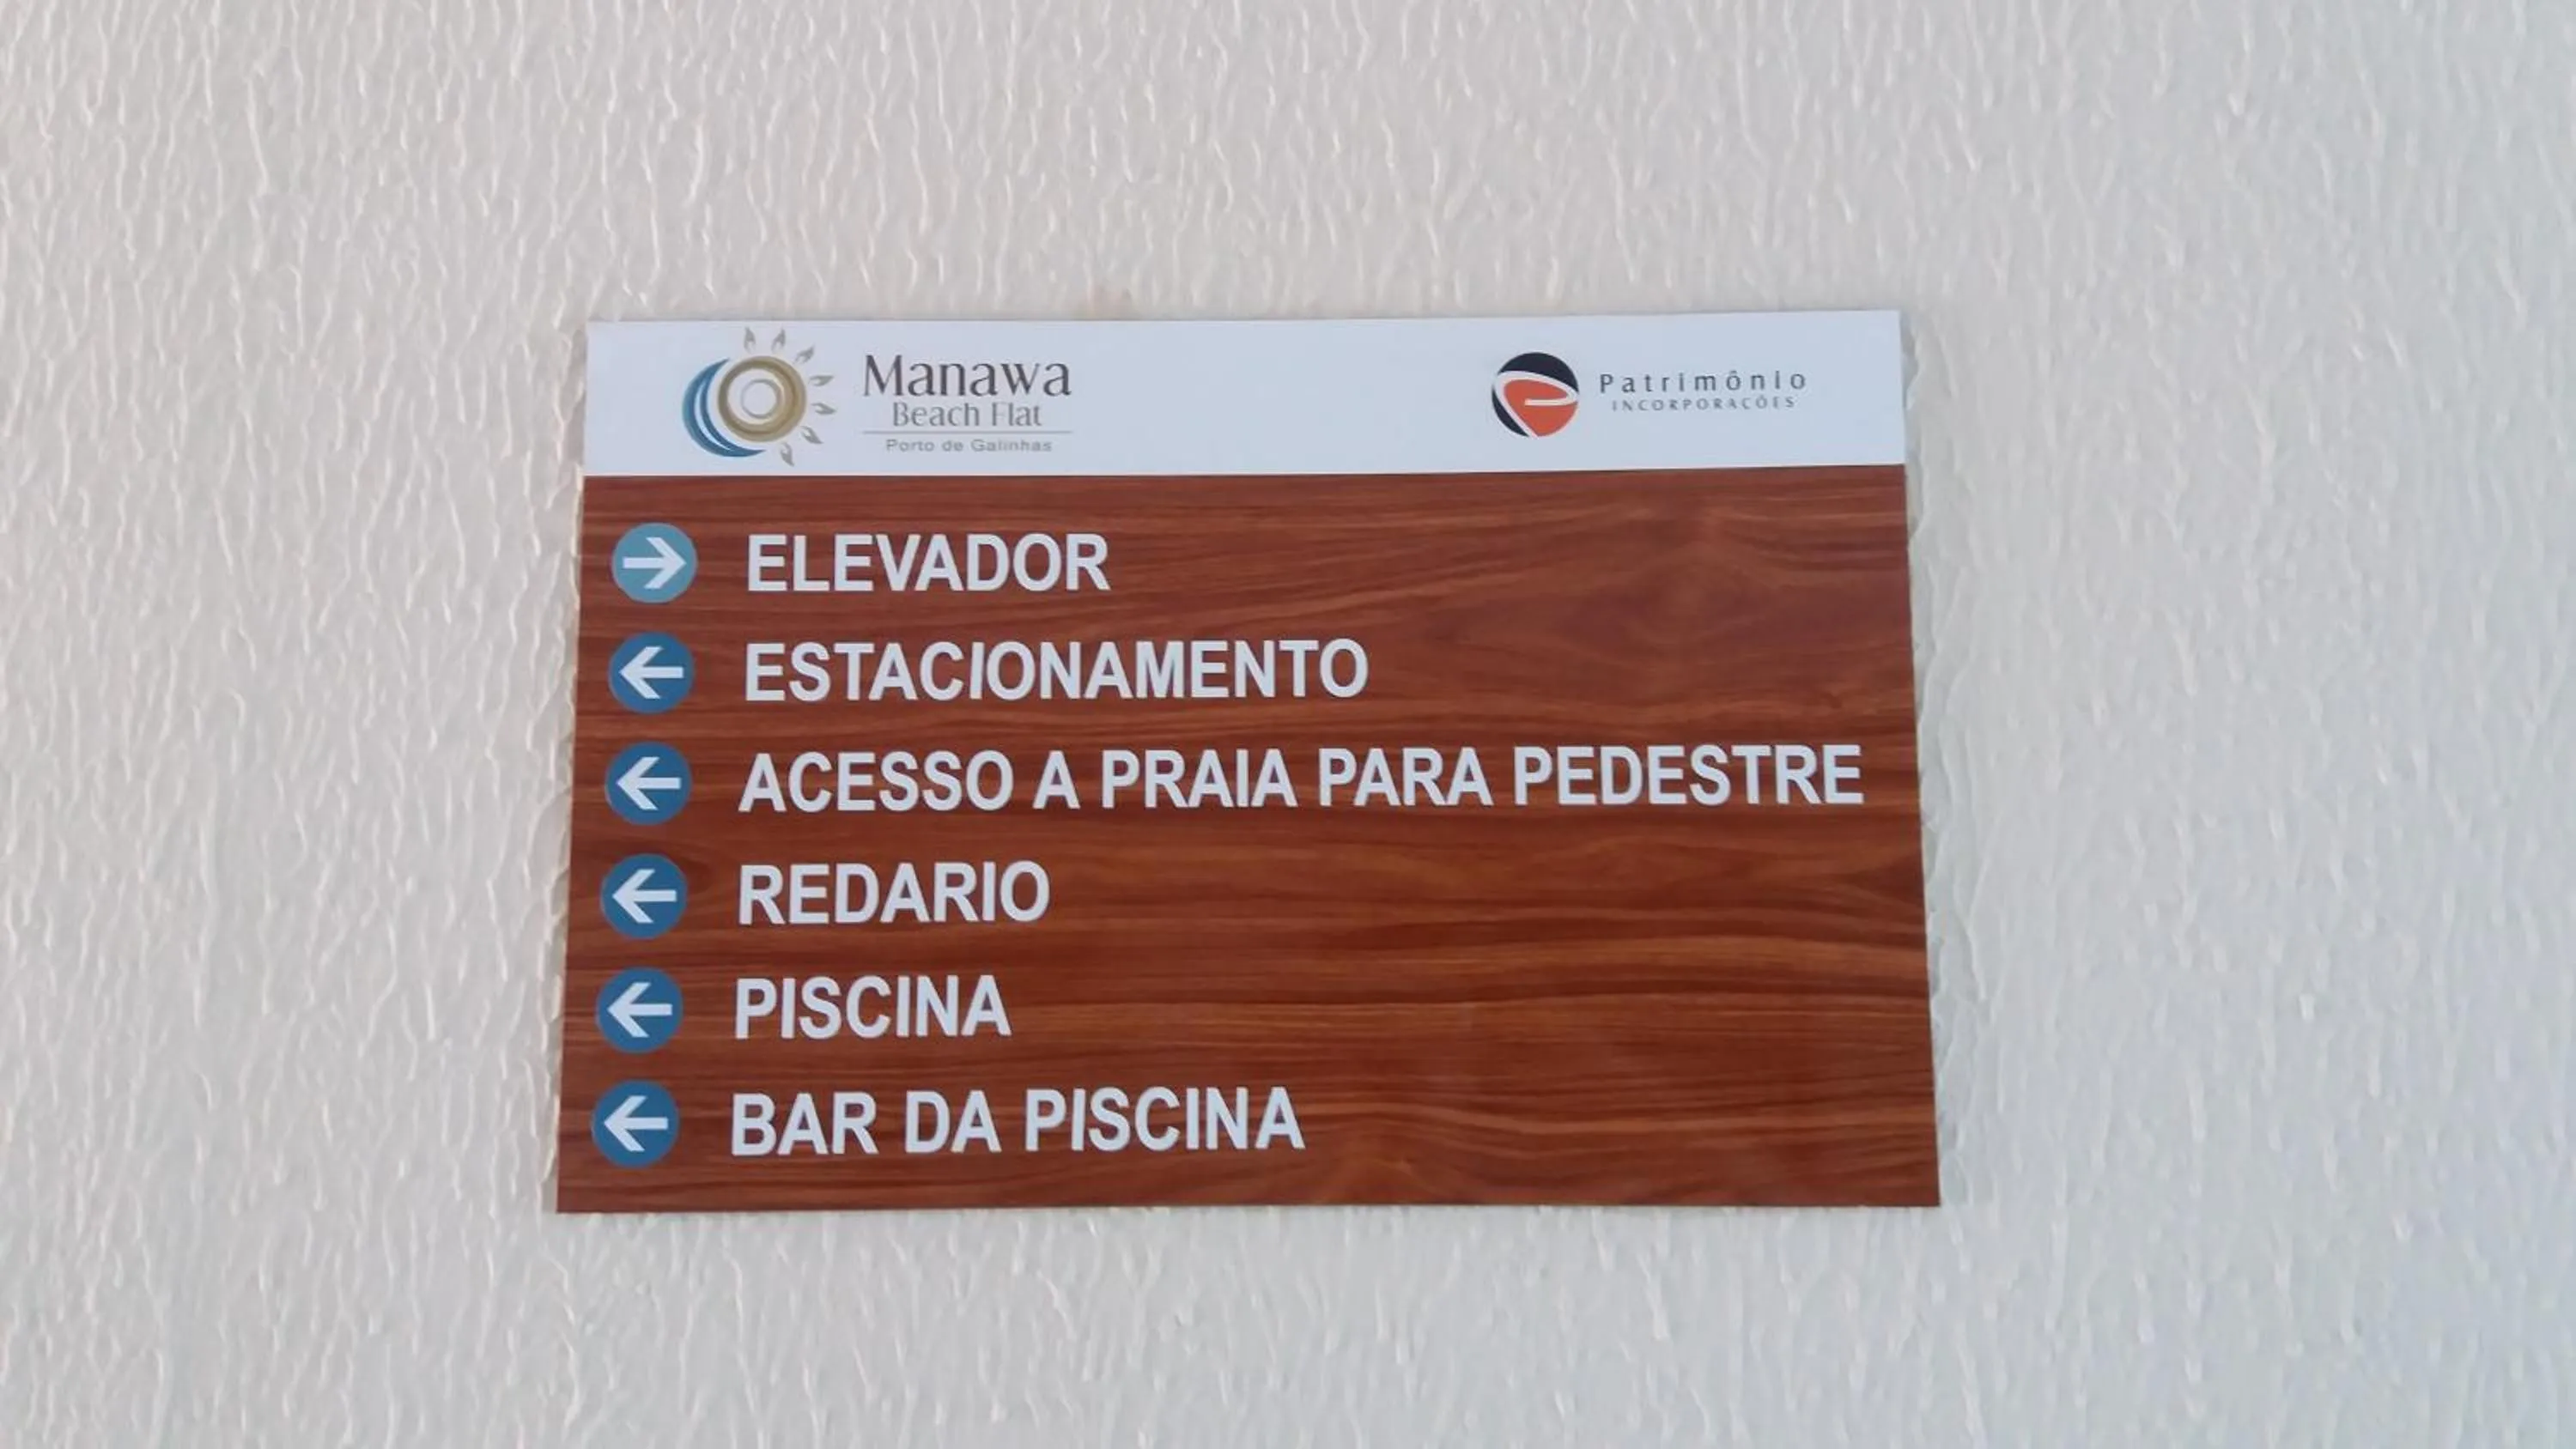 Manawa
Beach Flat
Porto de Galinhas
Patrimônio
INCORPORAÇÕES
ELEVADOR
ESTACIONAMENTO
ACESSO A PRAIA PARA PEDESTRE
REDARIO
PISCINA
BAR DA PISCINA